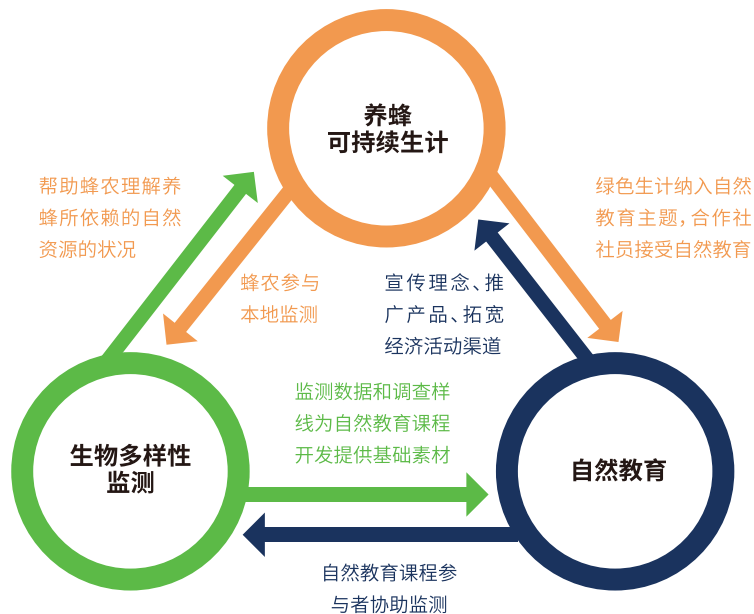 养蜂
可持续生计
帮助蜂农理解养
蜂所依赖的自然
资源的状况
绿色生计纳入自然
教育主题，合作社
社员接受自然教育
蜂农参与
本地监测
宣传理念、推
广产品、拓宽
经济活动渠道
监测数据和调查样
线为自然教育课程
开发提供基础素材
生物多样性
监测
自然教育
自然教育课程参
与者协助监测